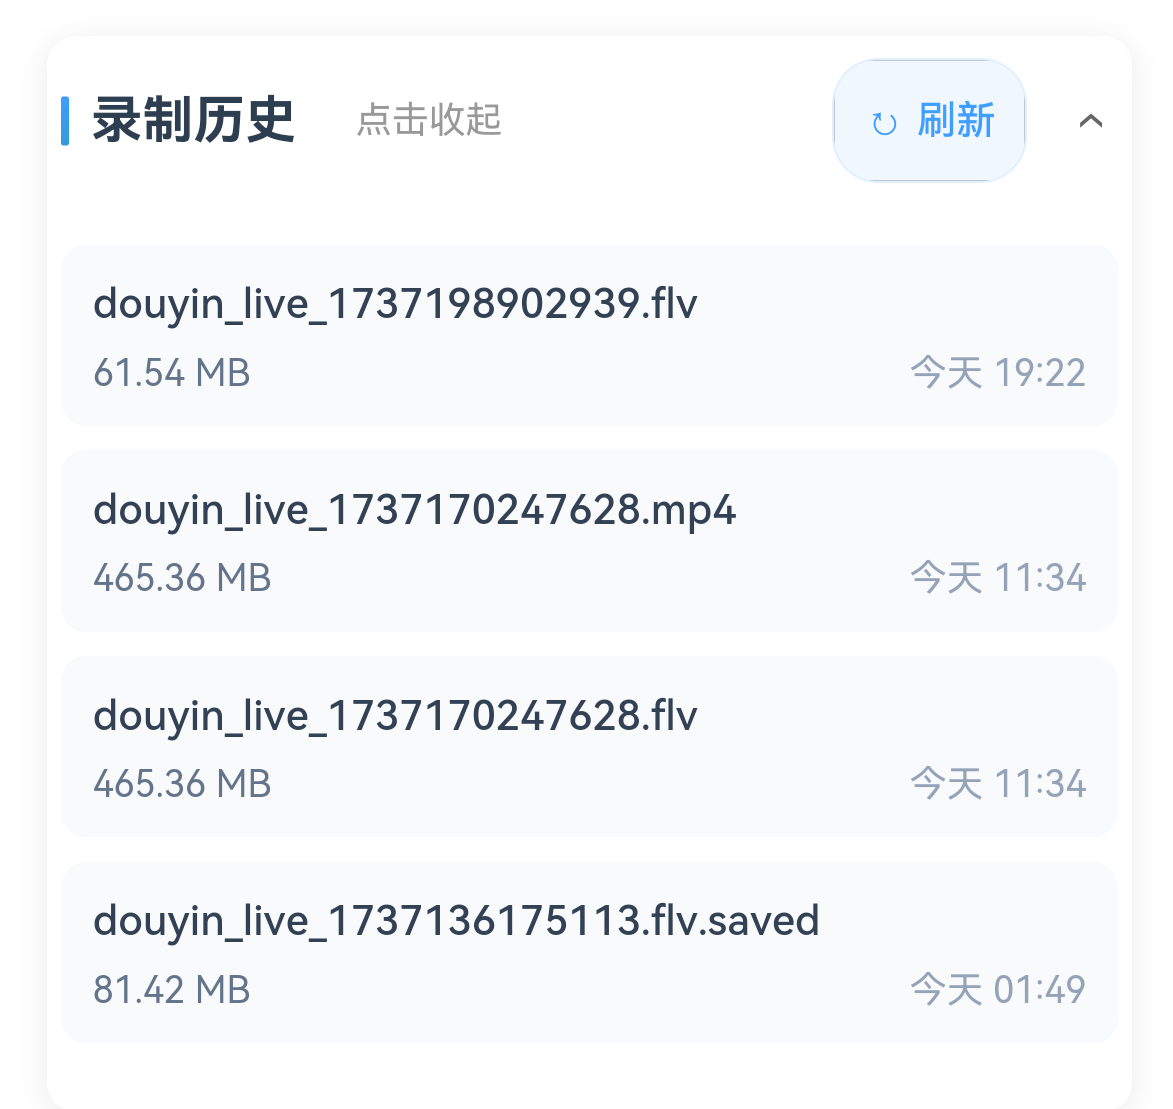 录制历史 点击收起 刷新
douyin_live_1737198902939.flv
61.54 MB 今天 19:22
douyin_live_1737170247628.mp4
465.36 MB 今天 11:34
douyin_live_1737170247628.flv
465.36 MB 今天 11:34
douyin_live_1737136175113.flv.saved
81.42 MB 今天 01:49